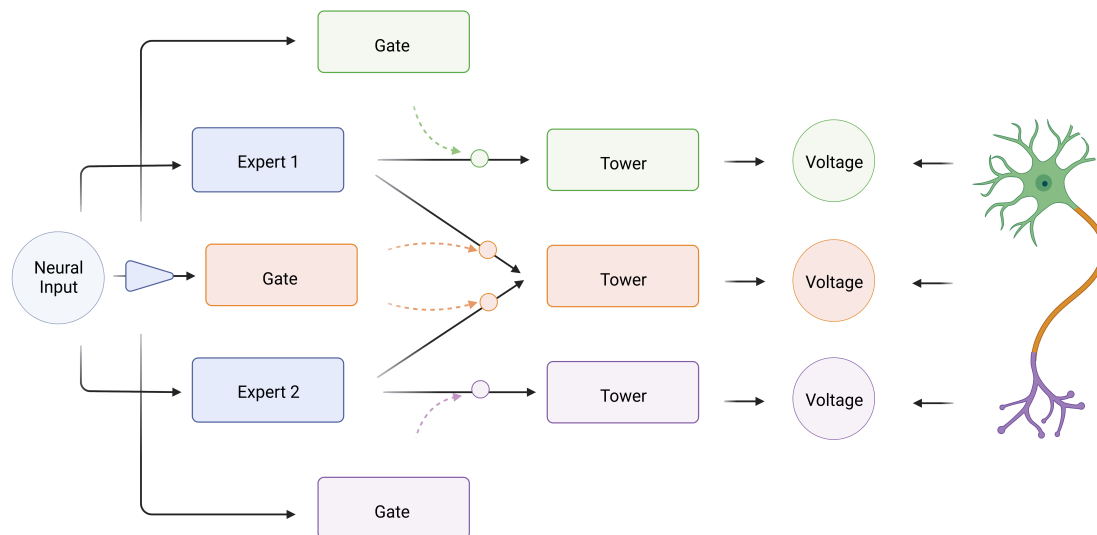 Gate
Expert 1
Tower
Voltage
Neural
Input
Gate
Tower
Voltage
Expert 2
Tower
Voltage
Gate